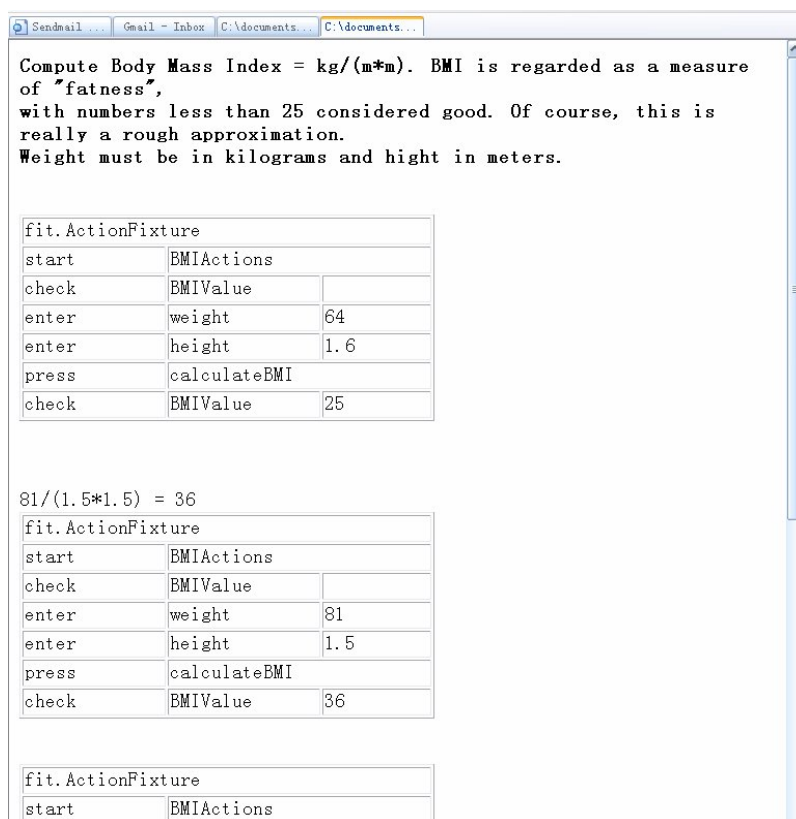 Sendmail ... Gmail - Inbox C:\documents... C:\documents...
Compute Body Mass Index = kg/(m*m). BMI is regarded as a measure
of "fatness",
with numbers less than 25 considered good. Of course, this is
really a rough approximation.
Weight must be in kilograms and hight in meters.
fit.ActionFixture
start BMIActions
check BMIValue
enter weight 64
enter height 1.6
press calculateBMI
check BMIValue 25
81/(1.5*1.5) = 36
fit.ActionFixture
start BMIActions
check BMIValue
enter weight 81
enter height 1.5
press calculateBMI
check BMIValue 36
fit.ActionFixture
start BMIActions